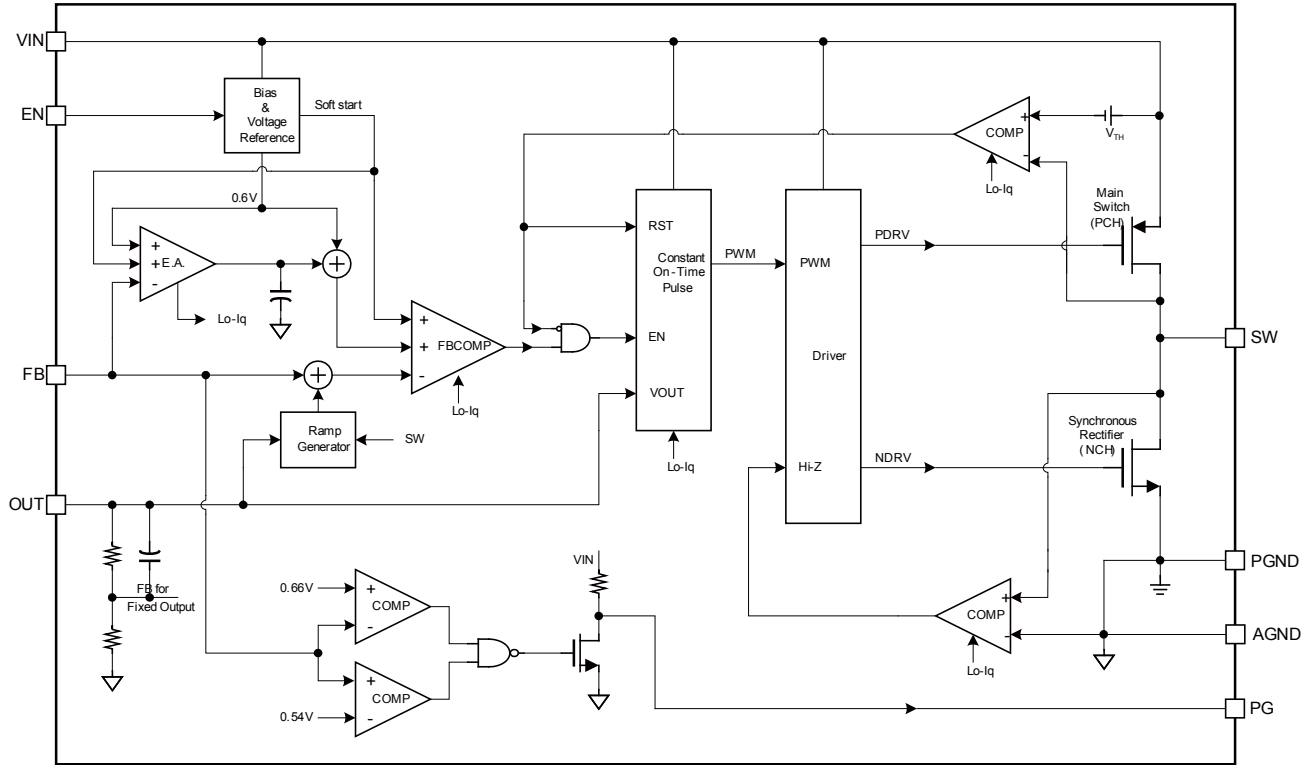 VIN
EN
Bias
&
Voltage
Reference
Soft start
0.6V
+
+
-
E.A.
Lo-Iq
+
+
+
-
FBCOMP
Lo-Iq
FB
+
Ramp
Generator
SW
OUT
FB for
Fixed Output
RST
Constant
On-Time
Pulse
EN
VOUT
Lo-Iq
PWM
PWM
Driver
Hi-Z
PDRV
NDRV
+
-
COMP
Lo-Iq
VTH
Main
Switch
(PCH)
SW
Synchronous
Rectifier
(NCH)
+
-
COMP
Lo-Iq
PGND
AGND
0.66V
+
-
COMP
+
-
COMP
0.54V
VIN
PG